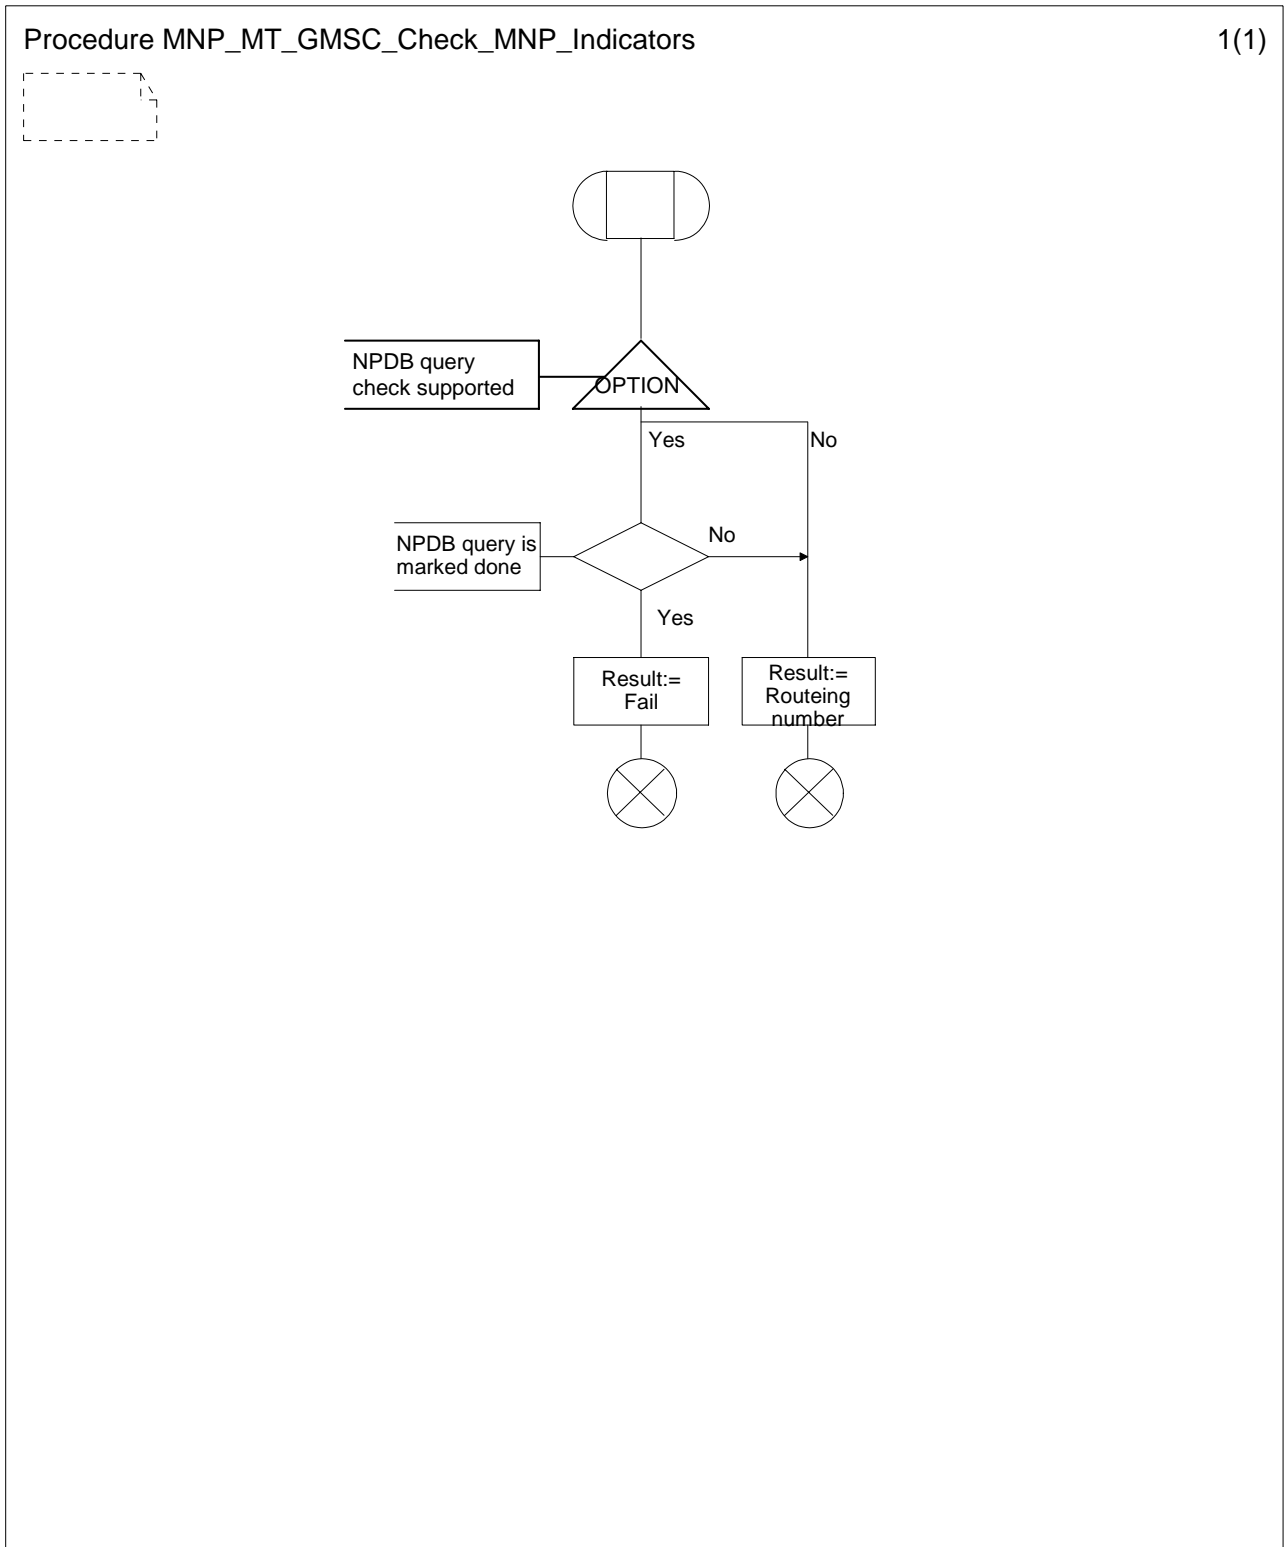 Procedure MNP_MT_GMSC_Check_MNP_Indicators
1(1)
NPDB query
check supported
OPTION
Yes
No
NPDB query is
marked done
No
Yes
Result:=
Fail
Result:=
Routeing
number